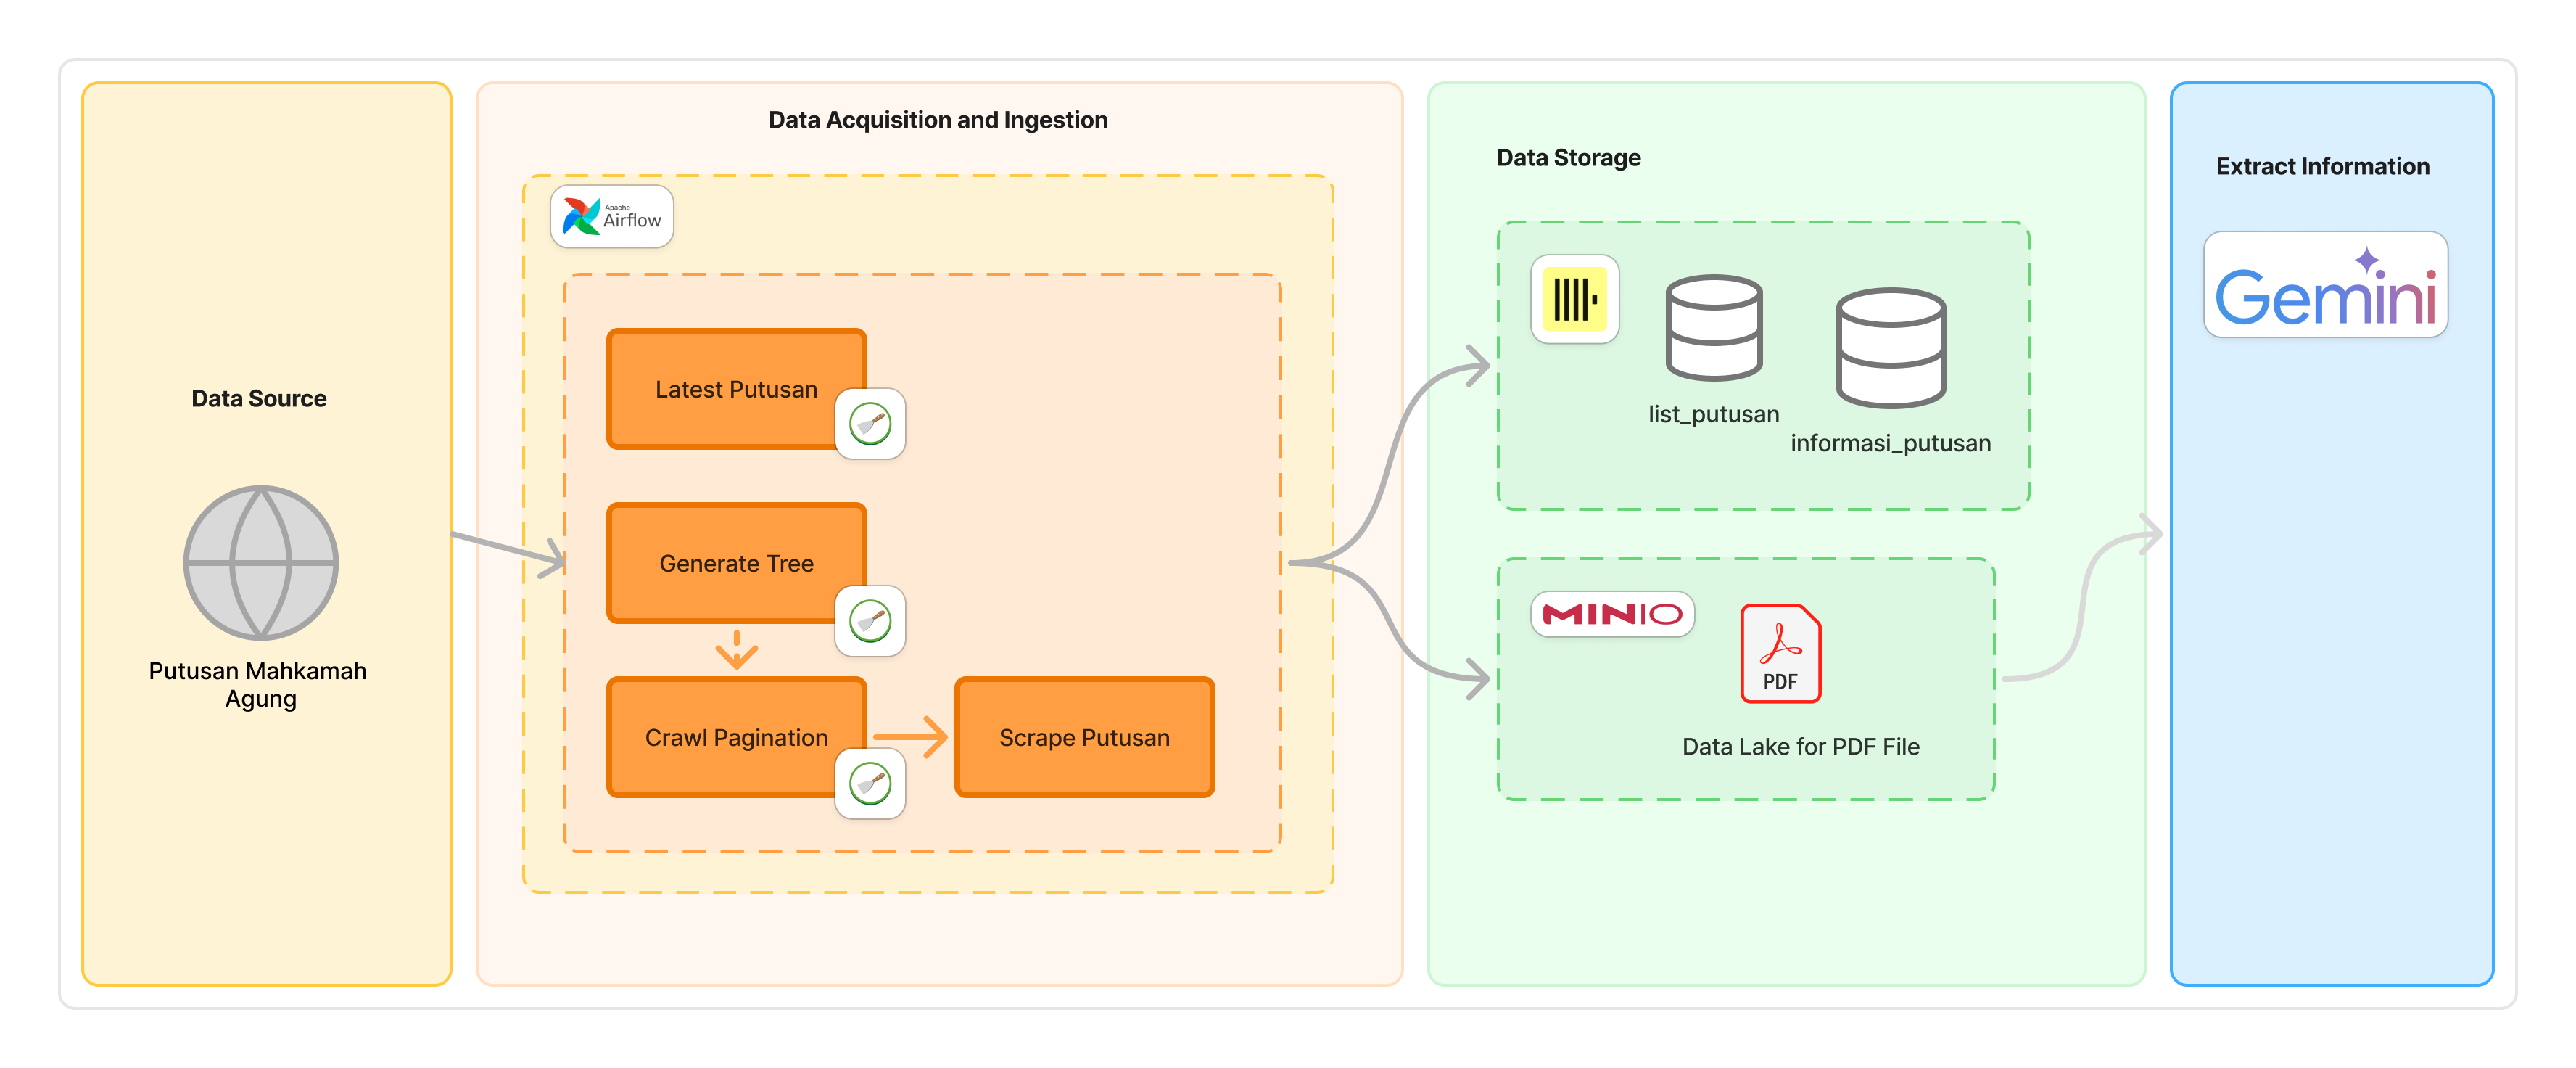 Data Source
Putusan Mahkamah
Agung
Data Acquisition and Ingestion
Apache
Airflow
Latest Putusan
Generate Tree
Crawl Pagination
Scrape Putusan
Data Storage
list_putusan
informasi_putusan
MINIO
PDF
Data Lake for PDF File
Extract Information
Gemini